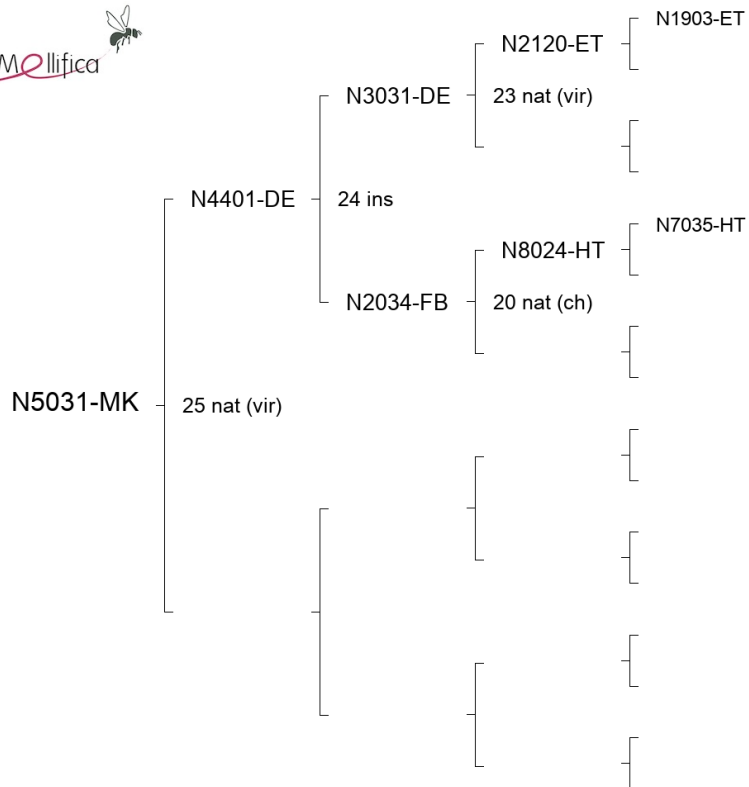 Mellifica
N1903-ET
N2120-ET
N3031-DE
23 nat (vir)
N4401-DE
24 ins
N7035-HT
N8024-HT
N2034-FB
20 nat (ch)
N5031-MK
25 nat (vir)